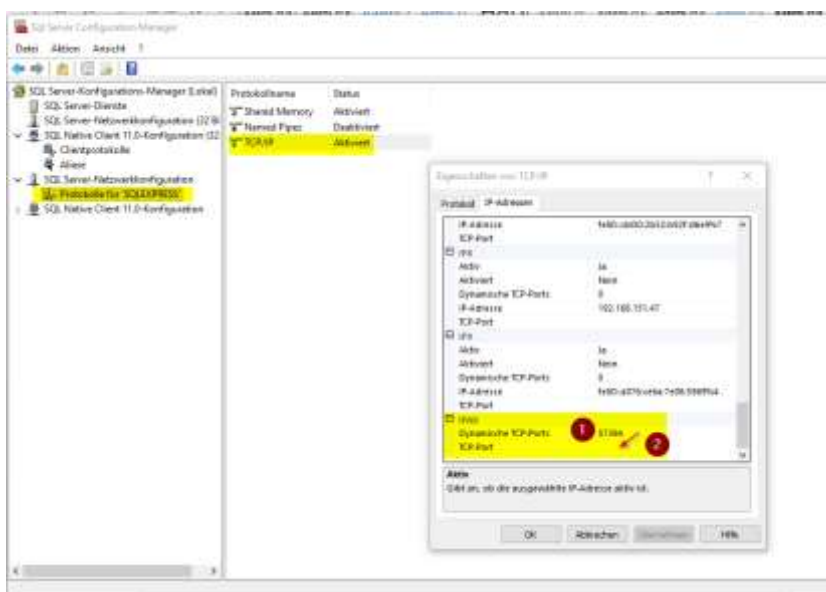 Sql Server Configuration Manager
Datei Aktion Ansicht ?
SQL Server-Konfigurations-Manager (Lokal)
SQL Server-Dienste
SQL Server-Netzwerkkonfiguration (32 Bi
SQL Native Client 11.0-Konfiguration (32
Clientprotokolle
Aliase
SQL Server-Netzwerkkonfiguration
Protokolle für "SQLEXPRESS"
SQL Native Client 11.0-Konfiguration
Protokollname Status
Shared Memory Aktiviert
Named Pipes Deaktiviert
TCP/IP Aktiviert
Eigenschaften von TCP/IP ?
Protokoll IP-Adressen
IP-Adresse
TCP-Port
Aktiv Ja
Aktiviert Nein
Dynamische TCP-Ports 0
IP-Adresse 192.168.151.47
TCP-Port
Aktiv Ja
Aktiviert Nein
Dynamische TCP-Ports 0
IP-Adresse
TCP-Port
IPAll
Dynamische TCP-Ports 1
TCP-Port 2
Aktiv
Gibt an, ob die ausgewählte IP-Adresse aktiv ist.
OK Abbrechen Übernehmen Hilfe